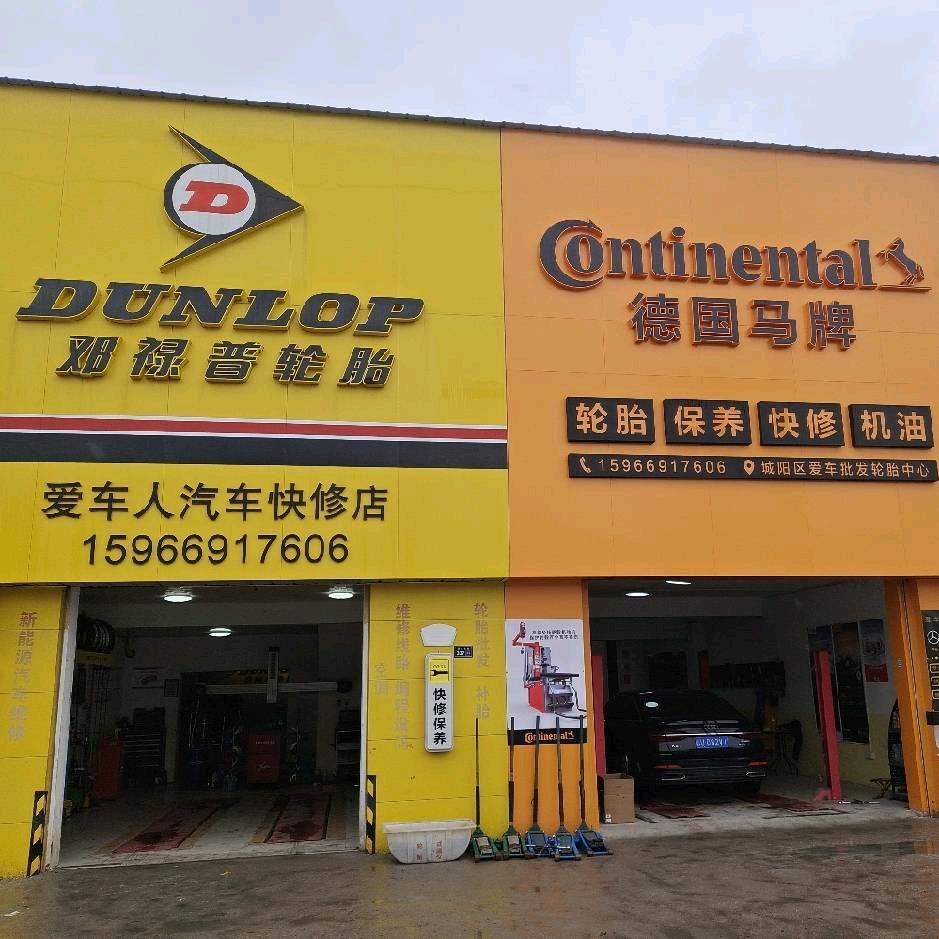 D
DUNLOP
邓禄普轮胎
爱车人汽车快修店
15966917606
Continental
德国马牌
轮胎 保养 快修 机油
15966917606 城阳区爱车批发轮胎中心
新能源汽车维修
维修线路
空调
轮胎批发 补胎
快修保养
Continental